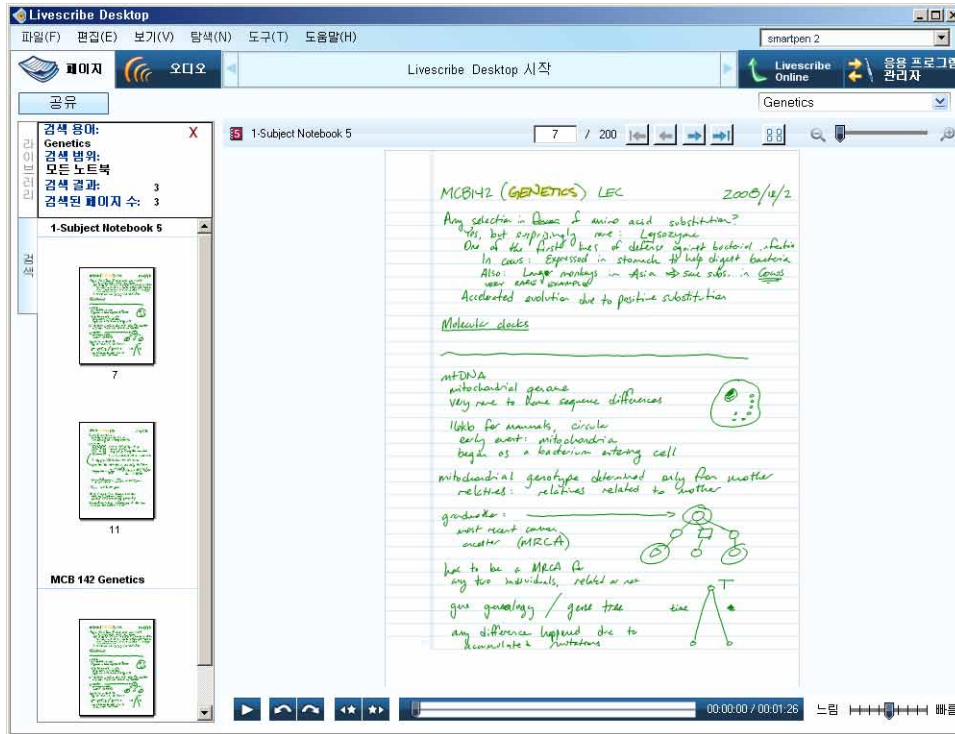 Livescribe Desktop
파일(F) 편집(E) 보기(V) 탐색(N) 도구(T) 도움말(H)
smartpen 2
페이지
오디오
Livescribe Desktop 시작
Livescribe Online
응용 프로그램 관리자
공유
Genetics
라이브러리
검색
검색 용어:
Genetics
X
검색 범위:
모든 노트북
검색 결과: 3
검색된 페이지 수: 3
1-Subject Notebook 5
7
11
MCB 142 Genetics
1-Subject Notebook 5
7 / 200
MCB142 (GENETICS) LEC
Any selection in f amino acid substitution?
Yes, but surprisingly rare: Lysozyme
One of the first lines of defense against bacterial infection
In cows: Expressed in stomach to help digest bacteria
Also: Langur monkeys in Asia → same subs. in Cows
VERY RARE EXAMPLE
Accelerated evolution due to positive substitution
Molecular clocks
mtDNA
mitochondrial genome
very rare to have sequence differences
16kb for mammals, circular
early event: mitochondria
began as a bacterium entering cell
mitochondrial genotype determined only from mother
relatives: relatives related to mother
most recent common
ancestor (MRCA)
has to be a MRCA for
any two individuals, related or not
T
gene genealogy / gene tree
time
any difference happened due to
accumulated mutations
00:00:00 / 00:01:26
느림
빠름